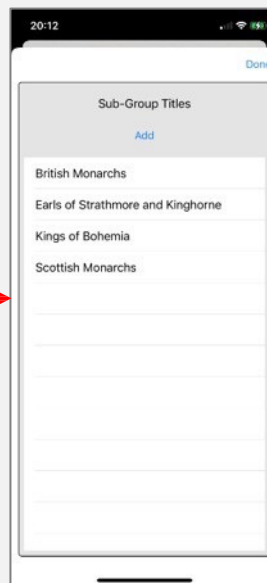 20:12
Done
Sub-Group Titles
Add
British Monarchs
Earls of Strathmore and Kinghorne
Kings of Bohemia
Scottish Monarchs